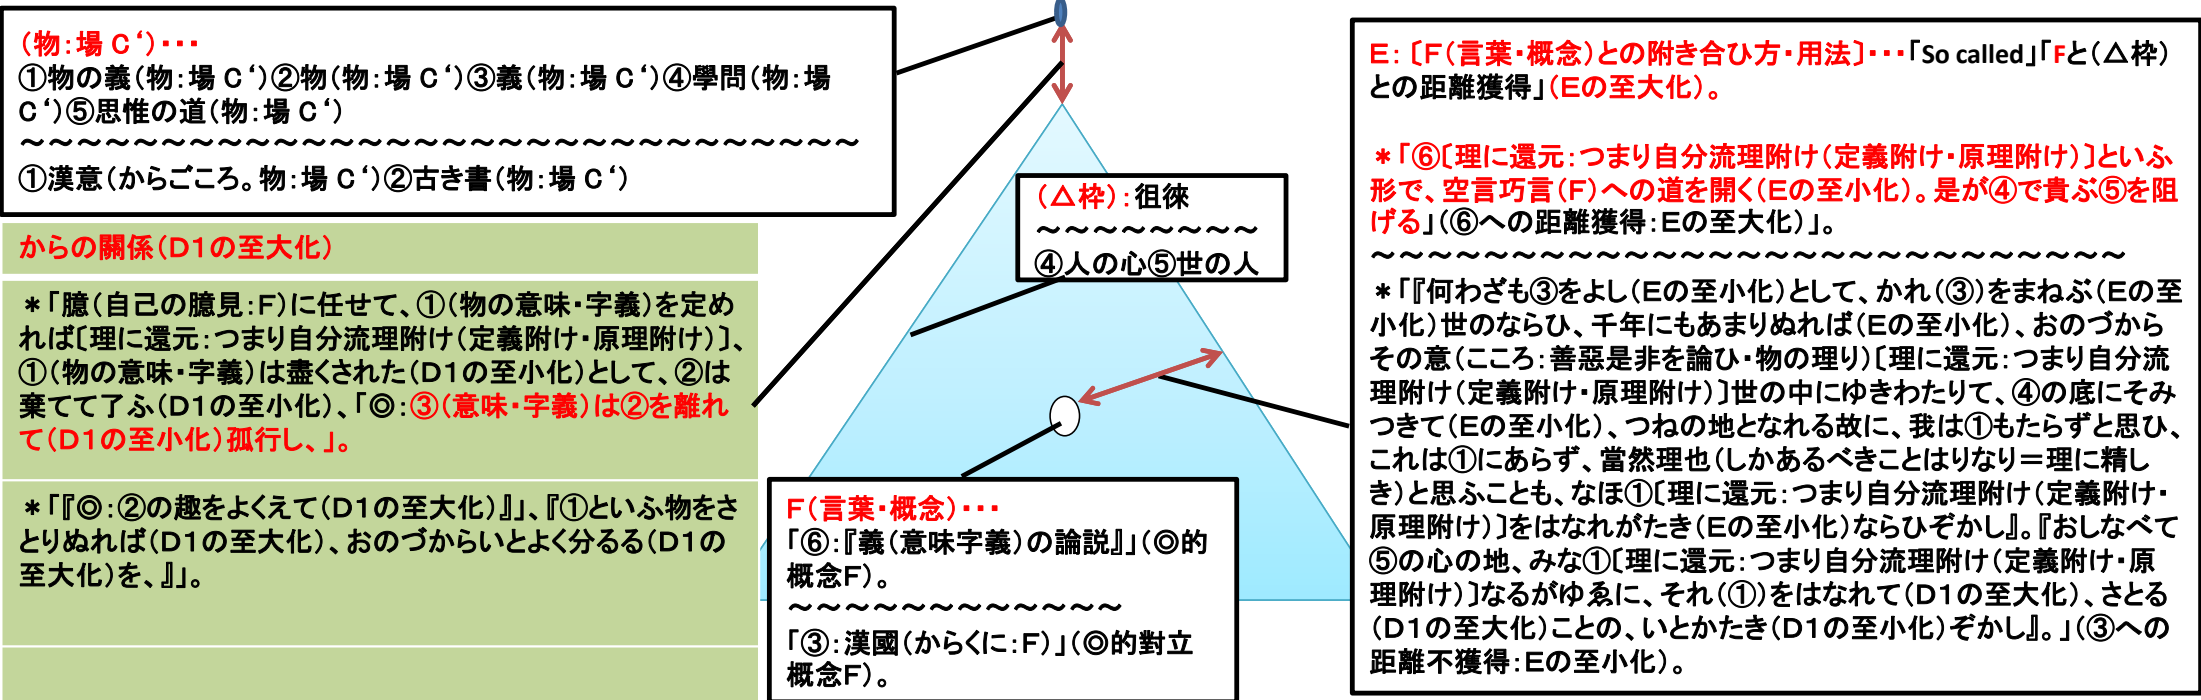 (物:場 C‘)･･･
①物の義(物:場 C‘)②物(物:場 C‘)③義(物:場 C‘)④學問(物:場
C‘)⑤思惟の道(物:場 C‘)
～～～～～～～～～～～～～～～～～～～～～～～～～～～～～～
①漢意(からごころ。物:場 C‘)②古き書(物:場 C‘)
からの關係(D1の至大化)
＊「臆(自己の臆見:F)に任せて、①(物の意味・字義)を定め
れば〔理に還元:つまり自分流理附け(定義附け・原理附け)〕、
①(物の意味・字義)は盡くされた(D1の至小化)として、②は
棄てて了ふ(D1の至小化)、「◎:③(意味・字義)は②を離れ
て(D1の至小化)孤行し、」。
＊「『◎:②の趣をよくえて(D1の至大化)』」、『①といふ物をさ
とりぬれば(D1の至大化)、おのづからいとよく分るる(D1の
至大化)を、』」。
(△枠):徂徠
～～～～～～～～
④人の心⑤世の人
F(言葉・概念)･･･
「⑥:『義(意味字義)の論説』」(◎的
概念F)。
～～～～～～～～～～～～
「③:漢國(からくに:F)」(◎的對立
概念F)。
E:〔F(言葉・概念)との附き合ひ方・用法〕･･･「So called」「Fと(△枠)
との距離獲得」(Eの至大化)。
＊「⑥〔理に還元:つまり自分流理附け(定義附け・原理附け)〕といふ
形で、空言巧言(F)への道を開く(Eの至小化)。是が④で貴ぶ⑤を阻
げる」(⑥への距離獲得:Eの至大化)」。
～～～～～～～～～～～～～～～～～～～～～～～～～～～
＊「『何わざも③をよし(Eの至小化)として、かれ(③)をまねぶ(Eの至
小化)世のならひ、千年にもあまりぬれば(Eの至小化)、おのづから
その意(こころ:善惡是非を論ひ・物の理り)〔理に還元:つまり自分流
理附け(定義附け・原理附け)〕世の中にゆきわたりて、④の底にそみ
つきて(Eの至小化)、つねの地となれる故に、我は①もたらずと思ひ、
これは①にあらず、當然理也(しかあるべきことはりなり＝理に精し
き)と思ふことも、なほ①〔理に還元:つまり自分流理附け(定義附け・
原理附け)〕をはなれがたき(Eの至小化)ならひぞかし』。『おしなべて
⑤の心の地、みな①〔理に還元:つまり自分流理附け(定義附け・原
理附け)〕なるがゆゑに、それ(①)をはなれて(D1の至大化)、さとる
(D1の至大化)ことの、いとかたき(D1の至小化)ぞかし』。」(③への
距離不獲得:Eの至小化)。